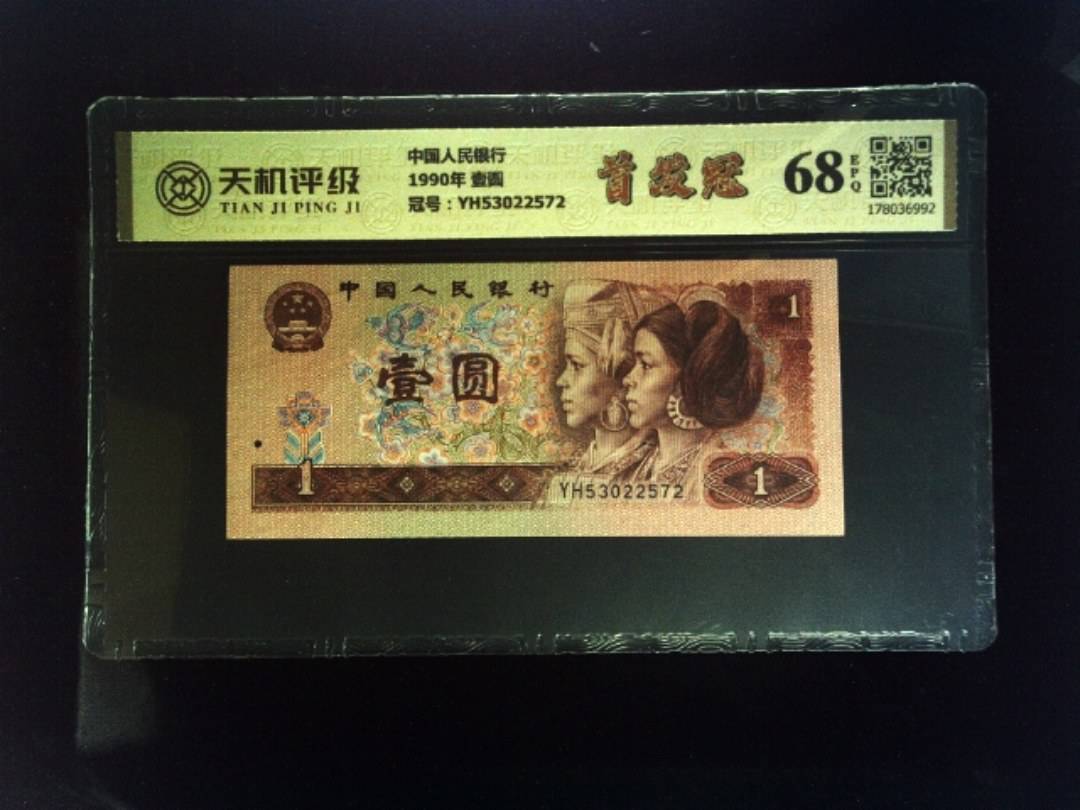 天机评级
TIAN JI PING JI
中国人民银行
1990年 壹圆
冠号：YH53022572
首发冠
68
EPQ
178036992
中国人民银行
1
壹圆
1
YH53022572
1